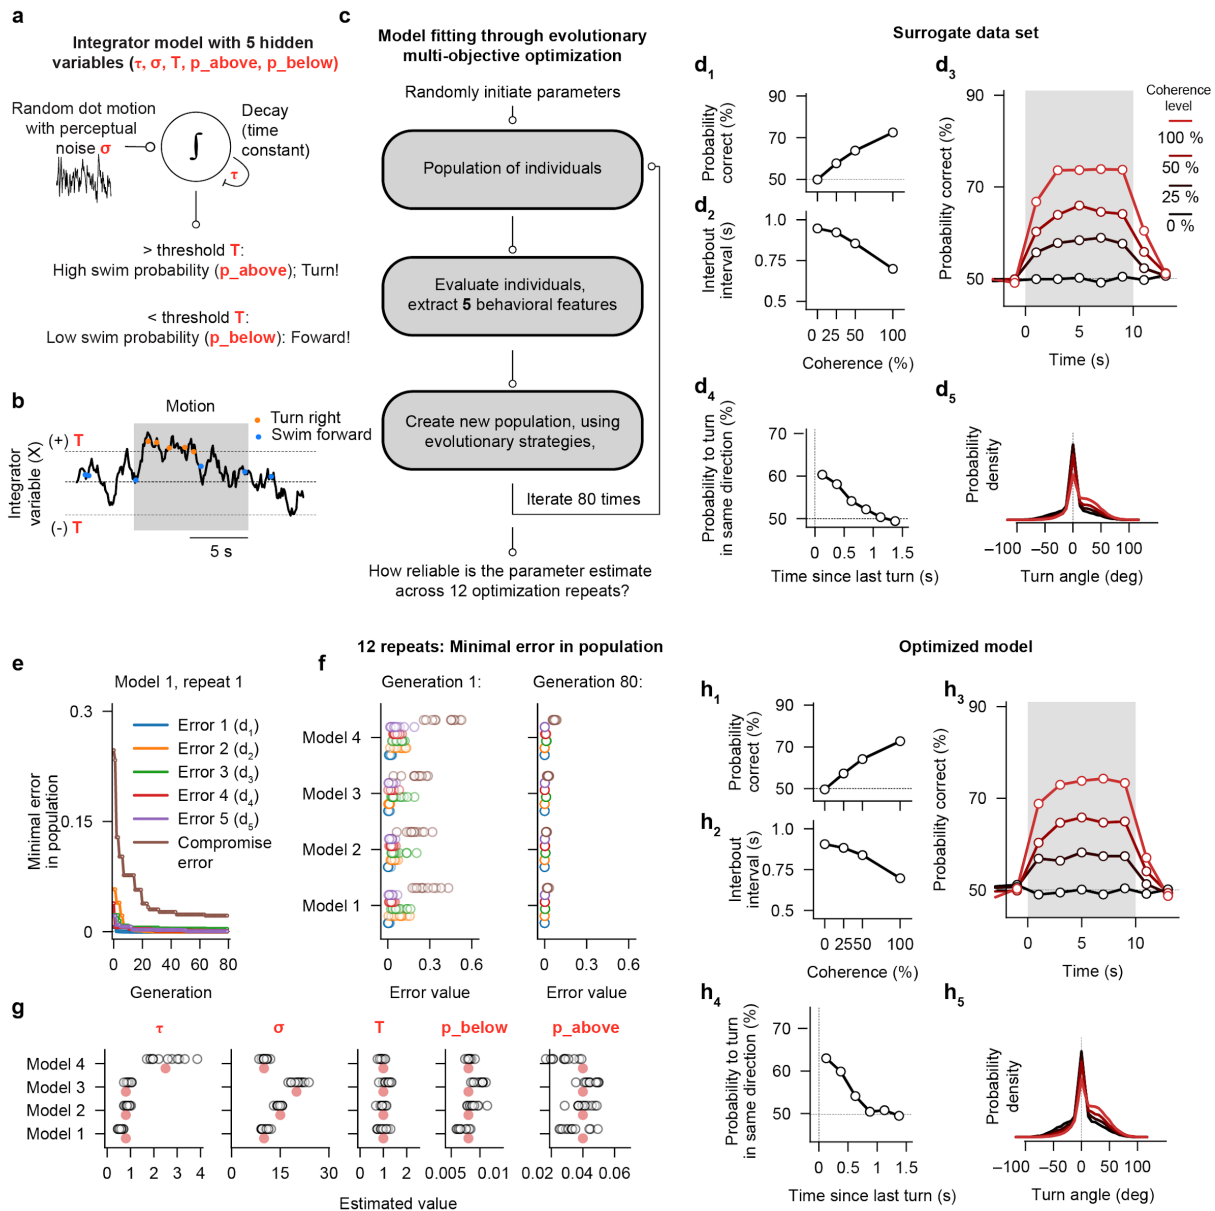 a
Integrator model with 5 hidden
variables (τ, σ, T, p_above, p_below)
Random dot motion
with perceptual
noise σ
∫
Decay
(time
constant)
τ
> threshold T:
High swim probability (p_above); Turn!
< threshold T:
Low swim probability (p_below): Foward!
b
Motion
Turn right
Swim forward
(+) T
(-) T
Integrator
variable (X)
5 s
c
Model fitting through evolutionary
multi-objective optimization
Randomly initiate parameters
Population of individuals
Evaluate individuals,
extract 5 behavioral features
Create new population, using
evolutionary strategies,
Iterate 80 times
How reliable is the parameter estimate
across 12 optimization repeats?
Surrogate data set
d1
Probability
correct (%)
90
50
d2
Interbout
interval (s)
1.0
0.75
0.5
0 25 50 100
Coherence (%)
d3
Probability correct (%)
90
70
50
0 5 10
Time (s)
Coherence
level
100 %
50 %
25 %
0 %
d4
Probability to turn
in same direction (%)
70
60
50
0 0.5 1 1.5
Time since last turn (s)
d5
Probability
density
−100 −50 0 50 100
Turn angle (deg)
e
Model 1, repeat 1
Minimal error
in population
0.3
0.15
0
Error 1 (d1)
Error 2 (d2)
Error 3 (d3)
Error 4 (d4)
Error 5 (d5)
Compromise
error
0 20 40 60 80
Generation
12 repeats: Minimal error in population
f
Generation 1:
Generation 80:
Model 4
Model 3
Model 2
Model 1
0 0.3 0.6
Error value
0 0.3 0.6
Error value
g
τ
σ
T
p_below
p_above
Model 4
Model 3
Model 2
Model 1
0 1 2 3 4
0 15 30
0 1 2
0.005 0.01
0.02 0.04 0.06
Estimated value
Optimized model
h1
Probability
correct (%)
90
70
50
h2
Interbout
interval (s)
1.0
0.75
0.5
0 2550 100
Coherence (%)
h3
Probability correct (%)
90
70
50
0 5 10
Time (s)
h4
Probability to turn
in same direction (%)
70
60
50
0 0.5 1 1.5
Time since last turn (s)
h5
Probability
density
−100 −50 0 50 100
Turn angle (deg)